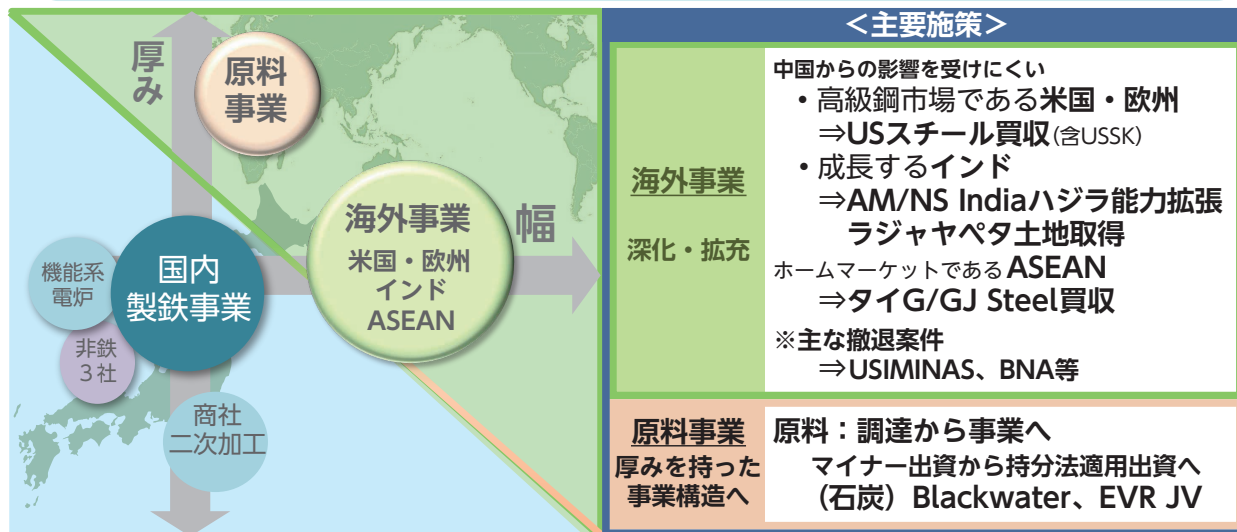 厚み
原料
事業
海外事業
米国・欧州
インド
ASEAN
幅
機能系
電炉
国内
製鉄事業
非鉄
３社
商社
二次加工
＜主要施策＞
海外事業
深化・拡充
中国からの影響を受けにくい
・高級鋼市場である米国・欧州
⇒USスチール買収(含USSK)
・成長するインド
⇒AM/NS Indiaハジラ能力拡張
ラジャヤペタ土地取得
ホームマーケットであるASEAN
⇒タイG/GJ Steel買収
※主な撤退案件
⇒USIMINAS、BNA等
原料事業
厚みを持った
事業構造へ
原料：調達から事業へ
マイナー出資から持分法適用出資へ
（石炭）Blackwater、EVR JV